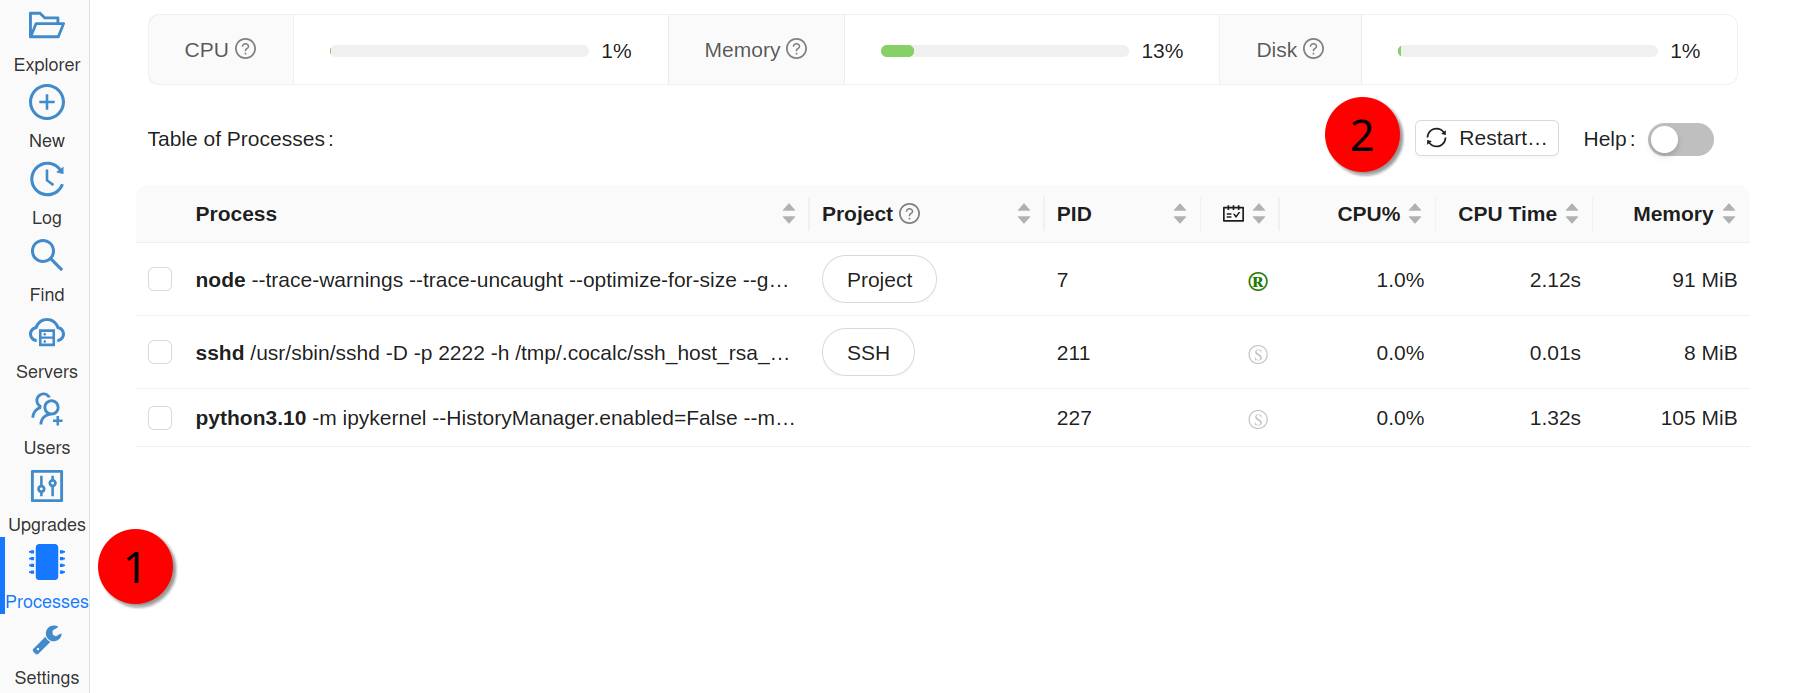 Explorer
New
Log
Find
Servers
Users
Upgrades
Processes
Settings
CPU ? 1% Memory ? 13% Disk ? 1%
Table of Processes: 2 Restart... Help:
Process Project ? PID CPU% CPU Time Memory
node --trace-warnings --trace-uncaught --optimize-for-size --g... Project 7 ® 1.0% 2.12s 91 MiB
sshd /usr/sbin/sshd -D -p 2222 -h /tmp/.cocalc/ssh_host_rsa_... SSH 211 Ⓢ 0.0% 0.01s 8 MiB
python3.10 -m ipykernel --HistoryManager.enabled=False --m... 227 Ⓢ 0.0% 1.32s 105 MiB
1